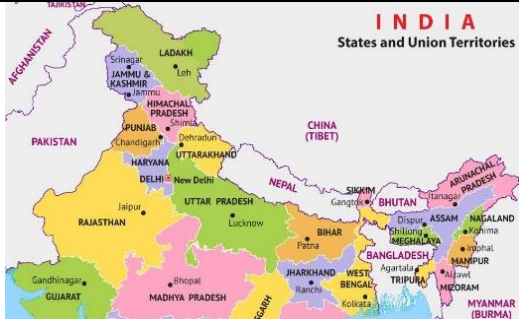 TAJIKISTAN
INDIA
States and Union Territories
AFGHANISTAN
LADAKH
Srinagar
Leh
JAMMU &
KASHMIR
Jammu
HIMACHAL
PRADESH
Shimla
PUNJAB
Chandigarh
Dehradun
UTTARAKHAND
PAKISTAN
CHINA
(TIBET)
HARYANA
DELHI
New Delhi
NEPAL
SIKKIM
Gangtok
BHUTAN
ARUNACHAL
PRADESH
Itanagar
RAJASTHAN
Jaipur
UTTAR PRADESH
Lucknow
BIHAR
Patna
Dispur
ASSAM
NAGALAND
Shillong
Kohima
MEGHALAYA
Imphal
MANIPUR
BANGLADESH
Agartala
TRIPURA
Aizawl
MIZORAM
Gandhinagar
GUJARAT
Bhopal
MADHYA PRADESH
JHARKHAND
Ranchi
WEST
BENGAL
Kolkata
MYANMAR
(BURMA)